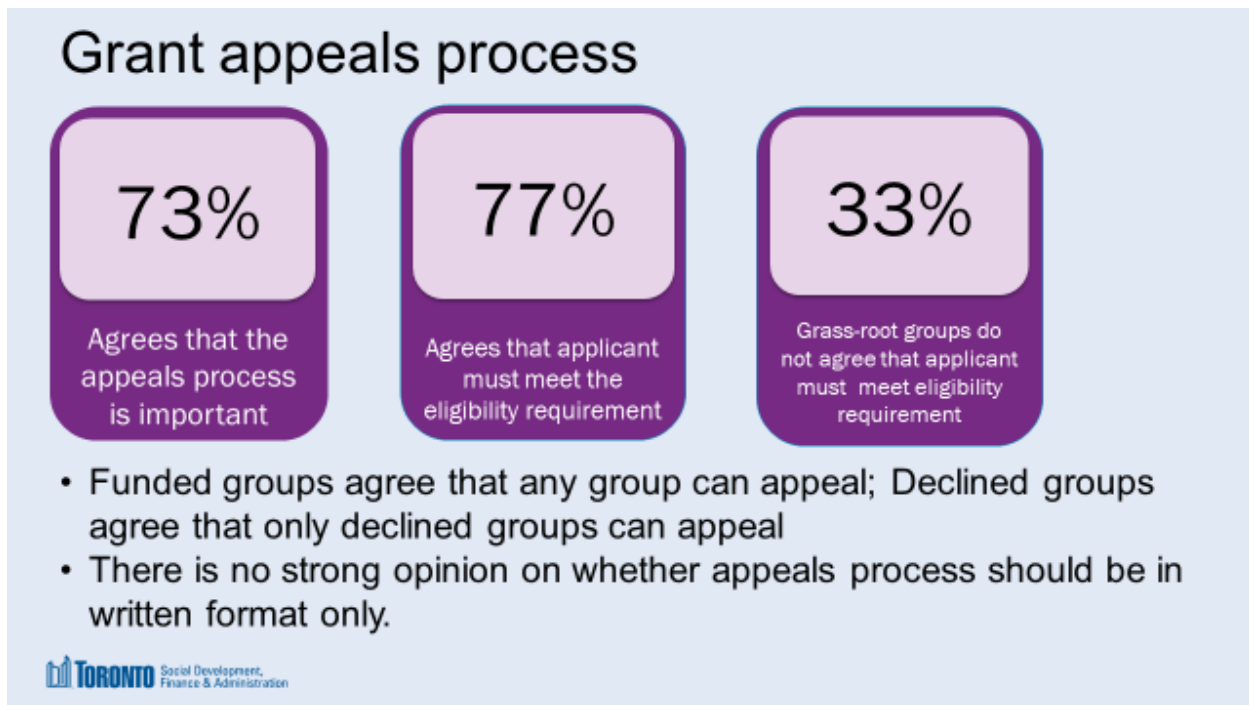 Grant appeals process
73%
Agrees that the
appeals process
is important
77%
Agrees that applicant
must meet the
eligibility requirement
33%
Grass-root groups do
not agree that applicant
must meet eligibility
requirement
• Funded groups agree that any group can appeal; Declined groups
agree that only declined groups can appeal
• There is no strong opinion on whether appeals process should be in
written format only.
TORONTO Social Development,
Finance & Administration